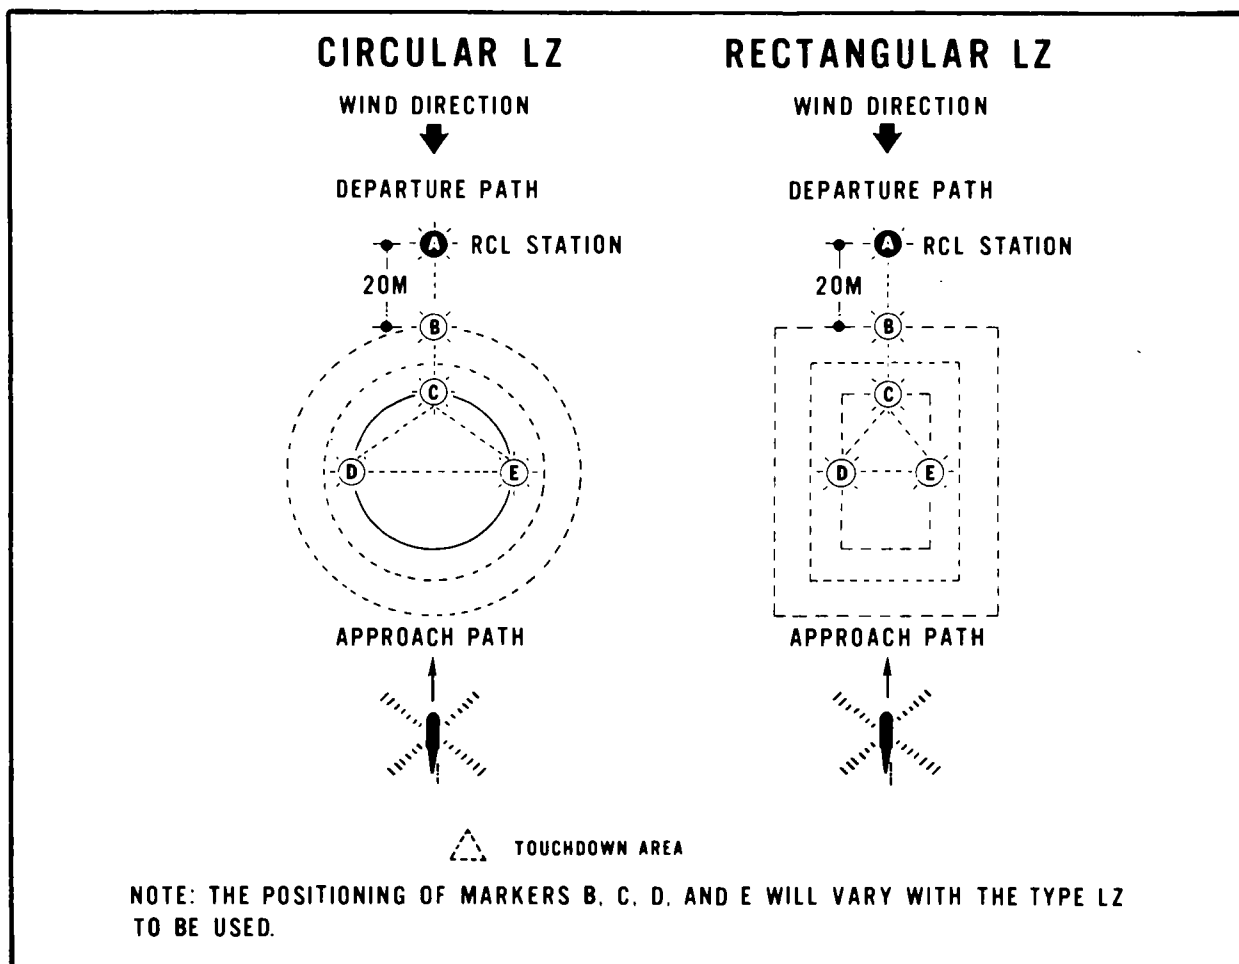 CIRCULAR LZ
WIND DIRECTION
DEPARTURE PATH
A RCL STATION
20M
B
C
D E
APPROACH PATH
RECTANGULAR LZ
WIND DIRECTION
DEPARTURE PATH
A RCL STATION
20M
B
C
D E
APPROACH PATH
TOUCHDOWN AREA
NOTE: THE POSITIONING OF MARKERS B, C, D, AND E WILL VARY WITH THE TYPE LZ
TO BE USED.